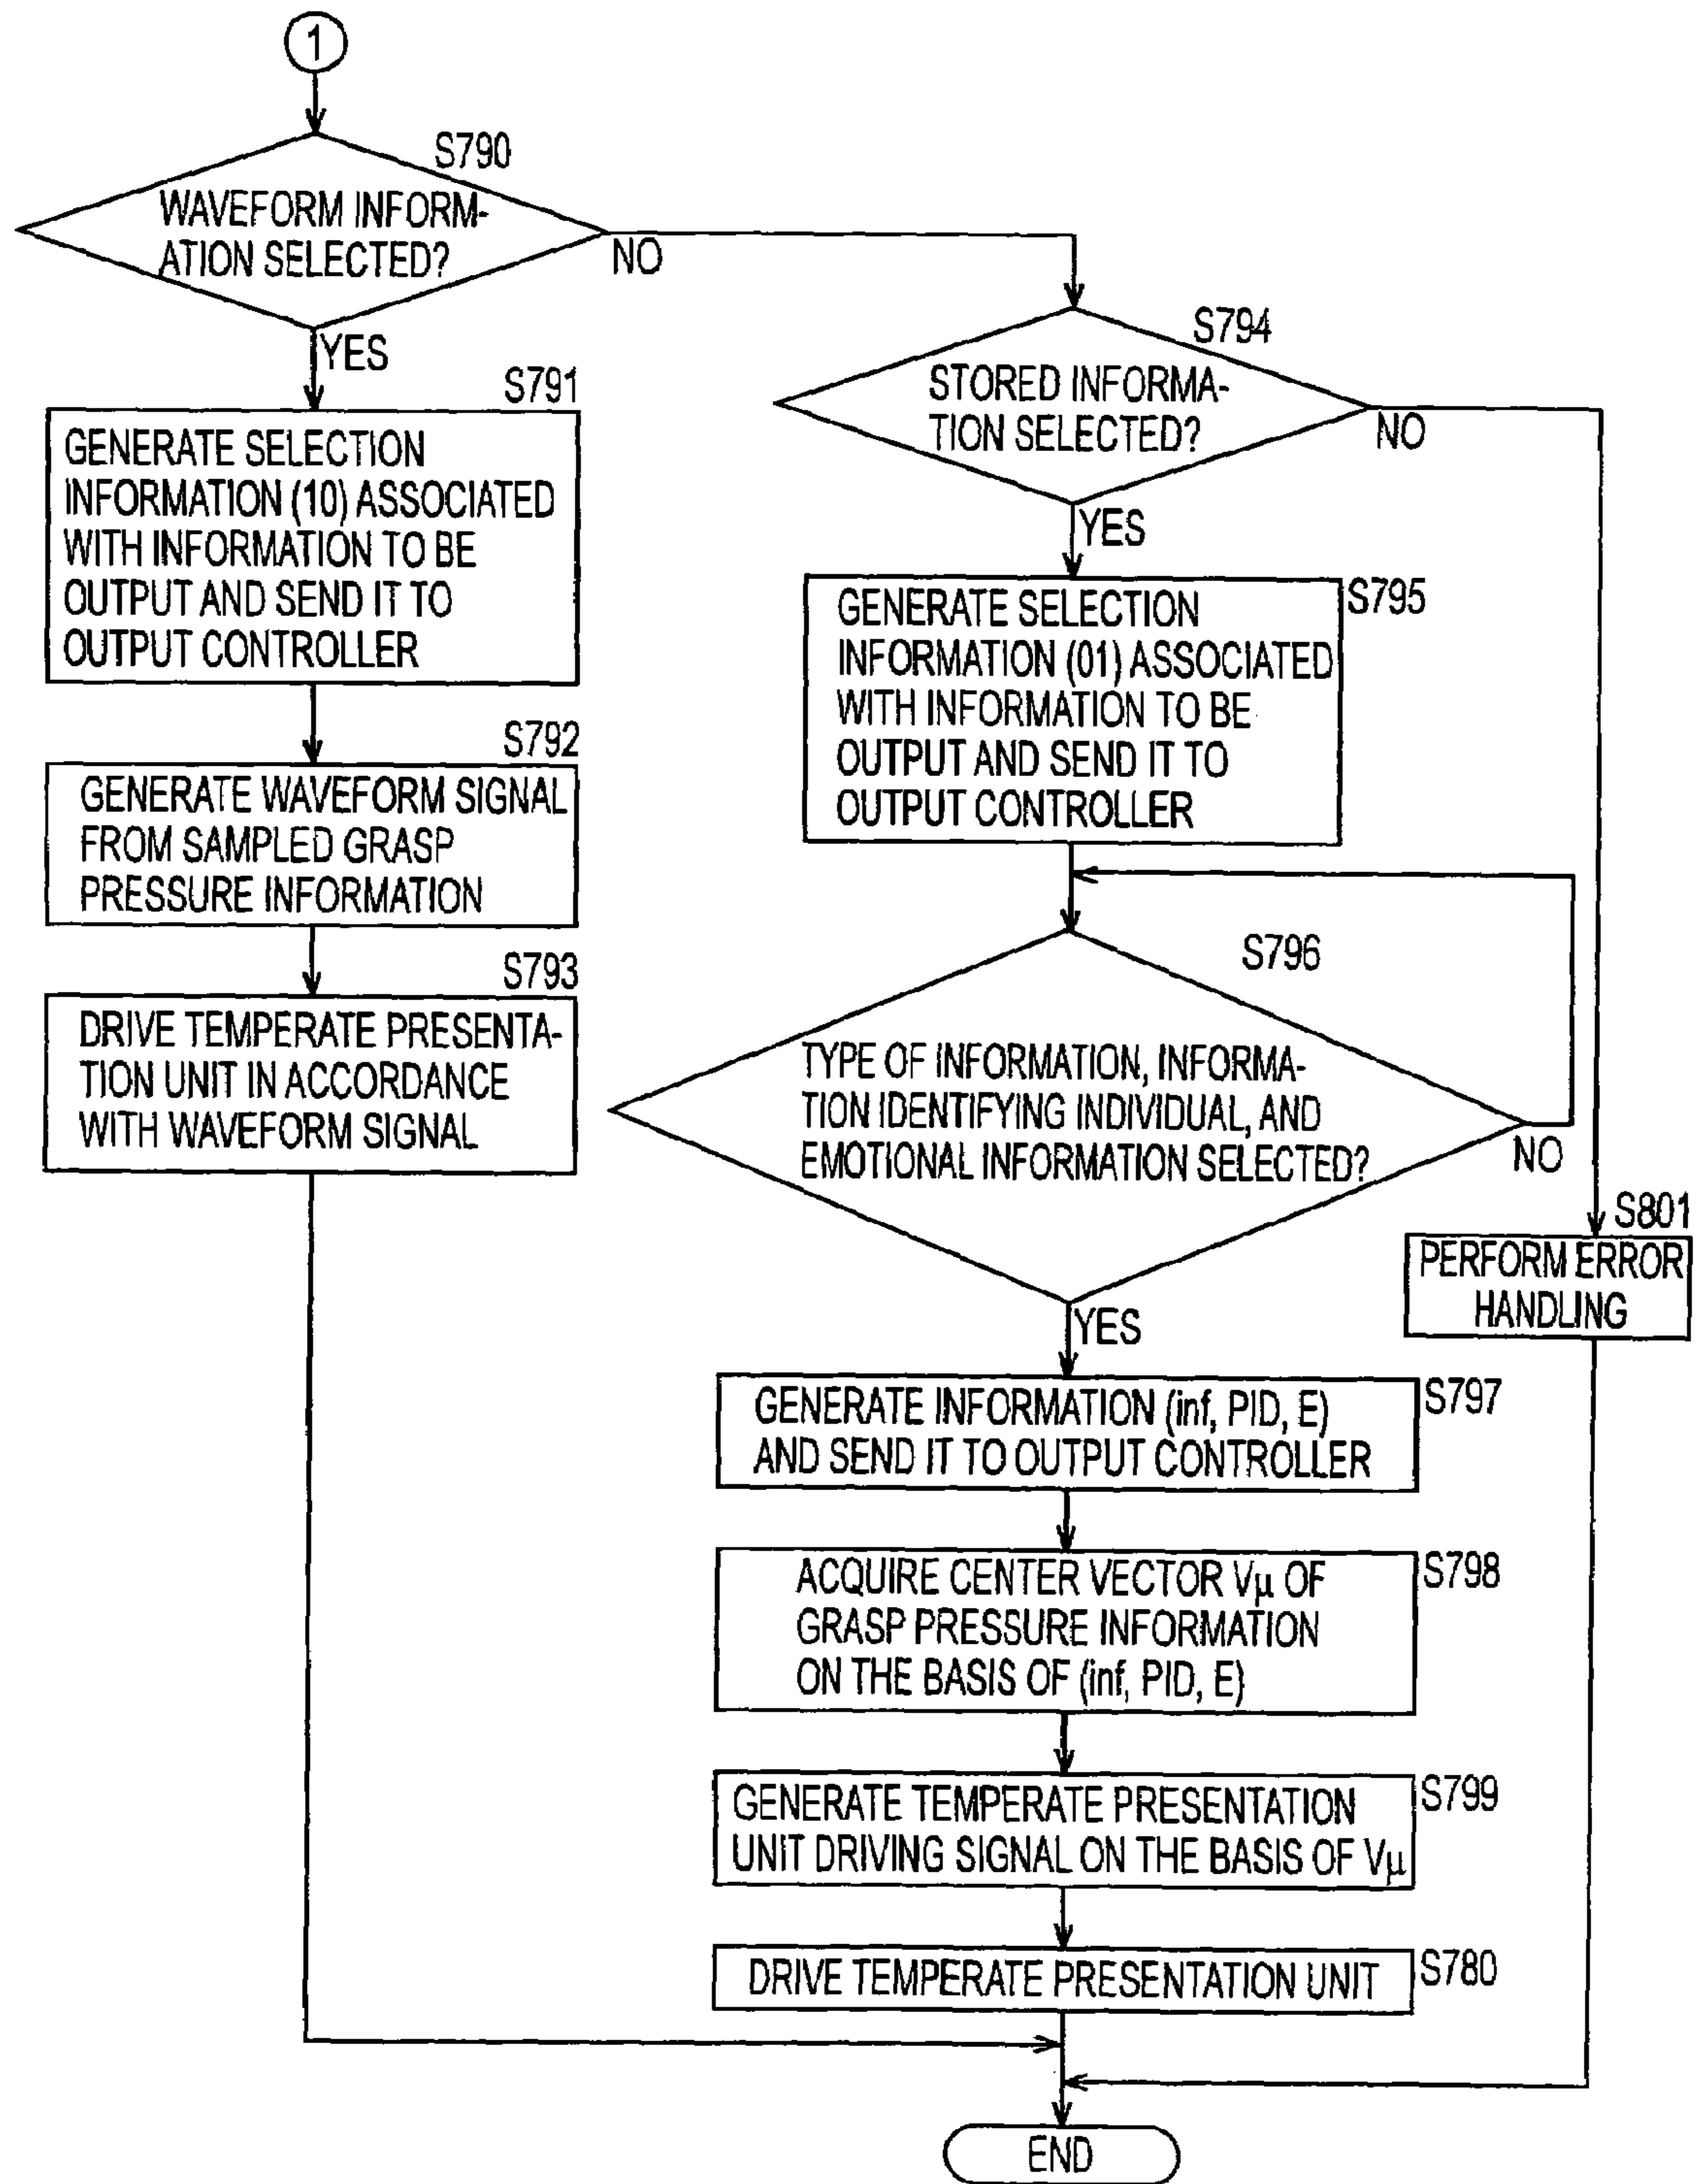 1
S790
WAVEFORM INFORM-
ATION SELECTED?
NO
YES
S791
GENERATE SELECTION
INFORMATION (10) ASSOCIATED
WITH INFORMATION TO BE
OUTPUT AND SEND IT TO
OUTPUT CONTROLLER
S792
GENERATE WAVEFORM SIGNAL
FROM SAMPLED GRASP
PRESSURE INFORMATION
S793
DRIVE TEMPERATE PRESENTA-
TION UNIT IN ACCORDANCE
WITH WAVEFORM SIGNAL
S794
STORED INFORMA-
TION SELECTED?
NO
YES
S795
GENERATE SELECTION
INFORMATION (01) ASSOCIATED
WITH INFORMATION TO BE
OUTPUT AND SEND IT TO
OUTPUT CONTROLLER
S796
TYPE OF INFORMATION, INFORMA-
TION IDENTIFYING INDIVIDUAL, AND
EMOTIONAL INFORMATION SELECTED?
NO
YES
S801
PERFORM ERROR
HANDLING
S797
GENERATE INFORMATION (inf, PID, E)
AND SEND IT TO OUTPUT CONTROLLER
S798
ACQUIRE CENTER VECTOR Vμ OF
GRASP PRESSURE INFORMATION
ON THE BASIS OF (inf, PID, E)
S799
GENERATE TEMPERATE PRESENTATION
UNIT DRIVING SIGNAL ON THE BASIS OF Vμ
S780
DRIVE TEMPERATE PRESENTATION UNIT
END